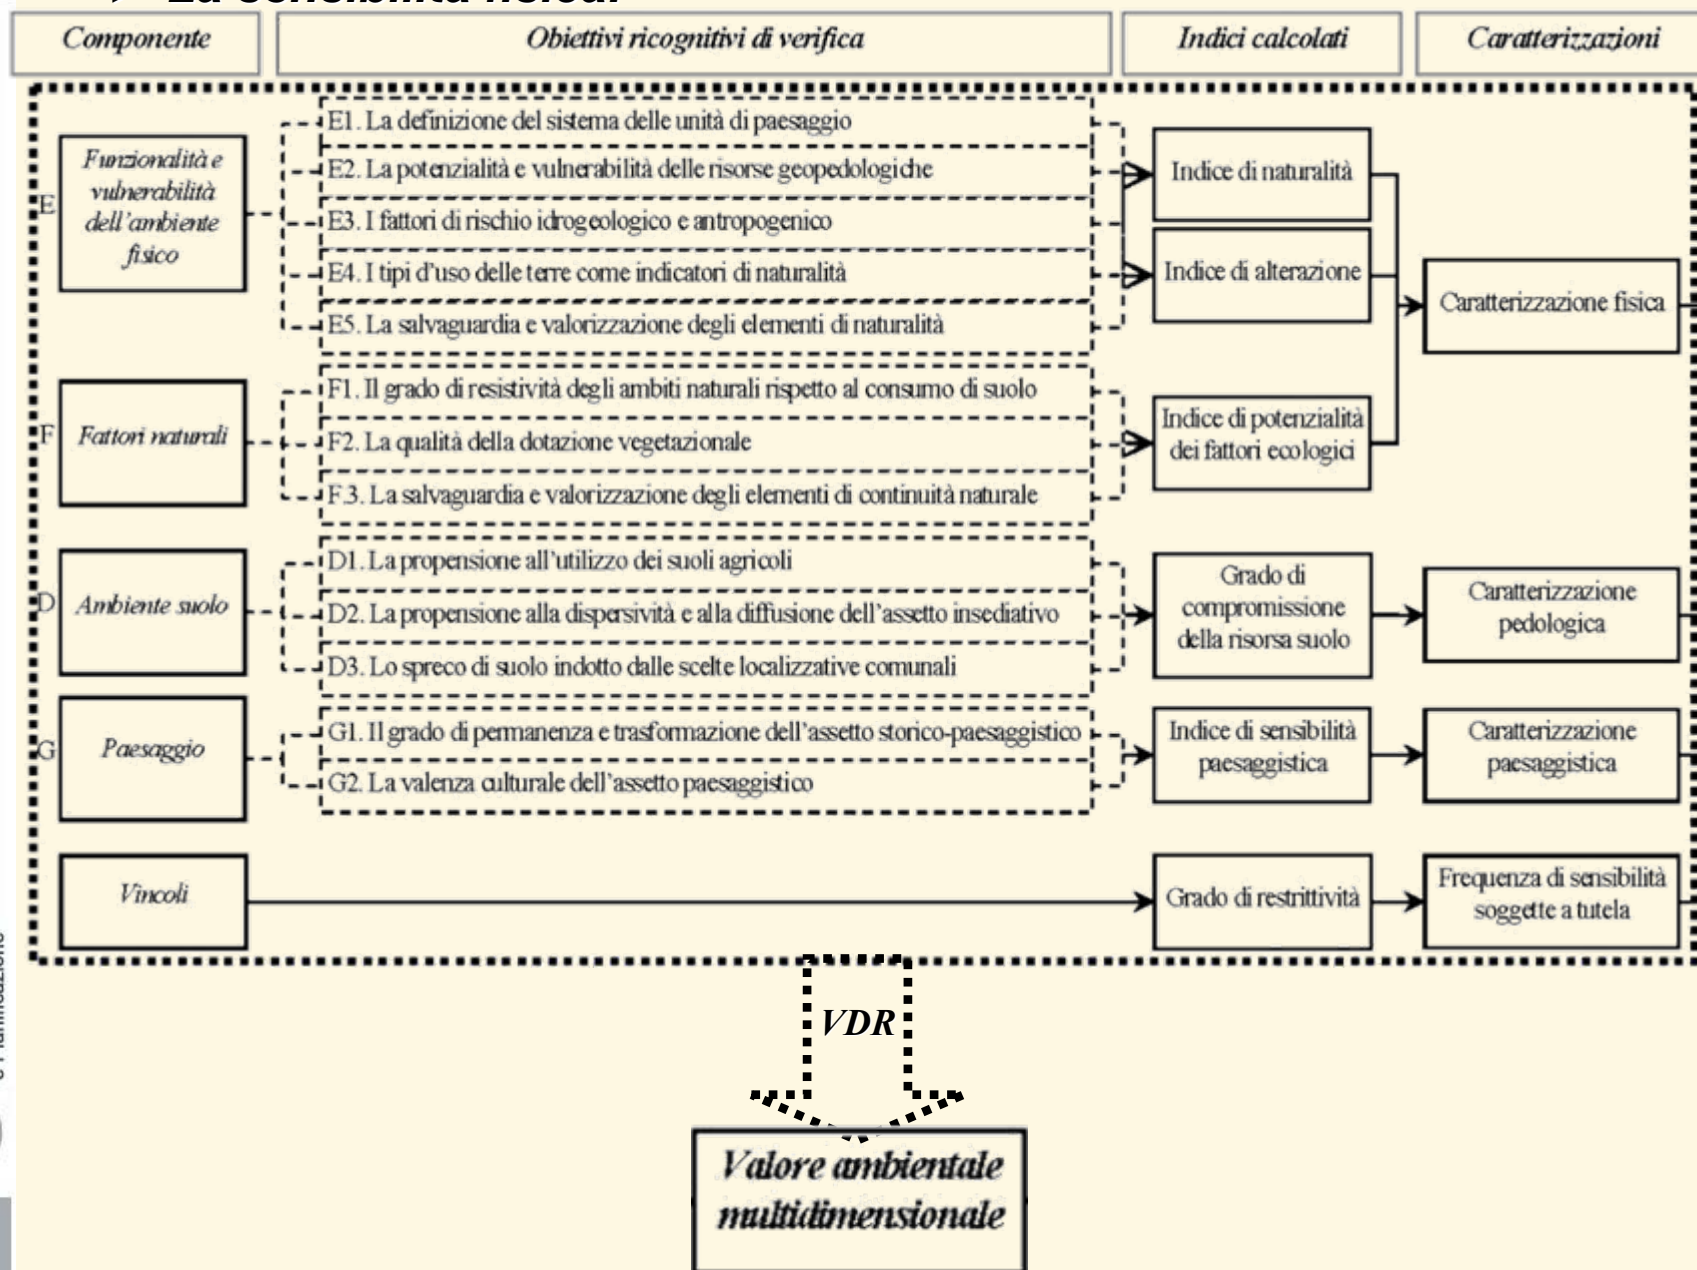 La sensibilità fisica:
Componente
Obiettivi ricognitivi di verifica
Indici calcolati
Caratterizzazioni
E
Funzionalità e
vulnerabilità
dell'ambiente
fisico
E1. La definizione del sistema delle unità di paesaggio
E2. La potenzialità e vulnerabilità delle risorse geopedologiche
E3. I fattori di rischio idrogeologico e antropogenico
E4. I tipi d'uso delle terre come indicatori di naturalità
E5. La salvaguardia e valorizzazione degli elementi di naturalità
Indice di naturalità
Indice di alterazione
Caratterizzazione fisica
F
Fattori naturali
F1. Il grado di resistività degli ambiti naturali rispetto al consumo di suolo
F2. La qualità della dotazione vegetazionale
F.3. La salvaguardia e valorizzazione degli elementi di continuità naturale
Indice di potenzialità
dei fattori ecologici
D
Ambiente suolo
D1. La propensione all'utilizzo dei suoli agricoli
D2. La propensione alla dispersività e alla diffusione dell'assetto insediativo
D3. Lo spreco di suolo indotto dalle scelte localizzative comunali
Grado di
compromissione
della risorsa suolo
Caratterizzazione
pedologica
G
Paesaggio
G1. Il grado di permanenza e trasformazione dell'assetto storico-paesaggistico
G2. La valenza culturale dell'assetto paesaggistico
Indice di sensibilità
paesaggistica
Caratterizzazione
paesaggistica
Vincoli
Grado di restrittività
Frequenza di sensibilità
soggette a tutela
VDR
Valore ambientale
multidimensionale